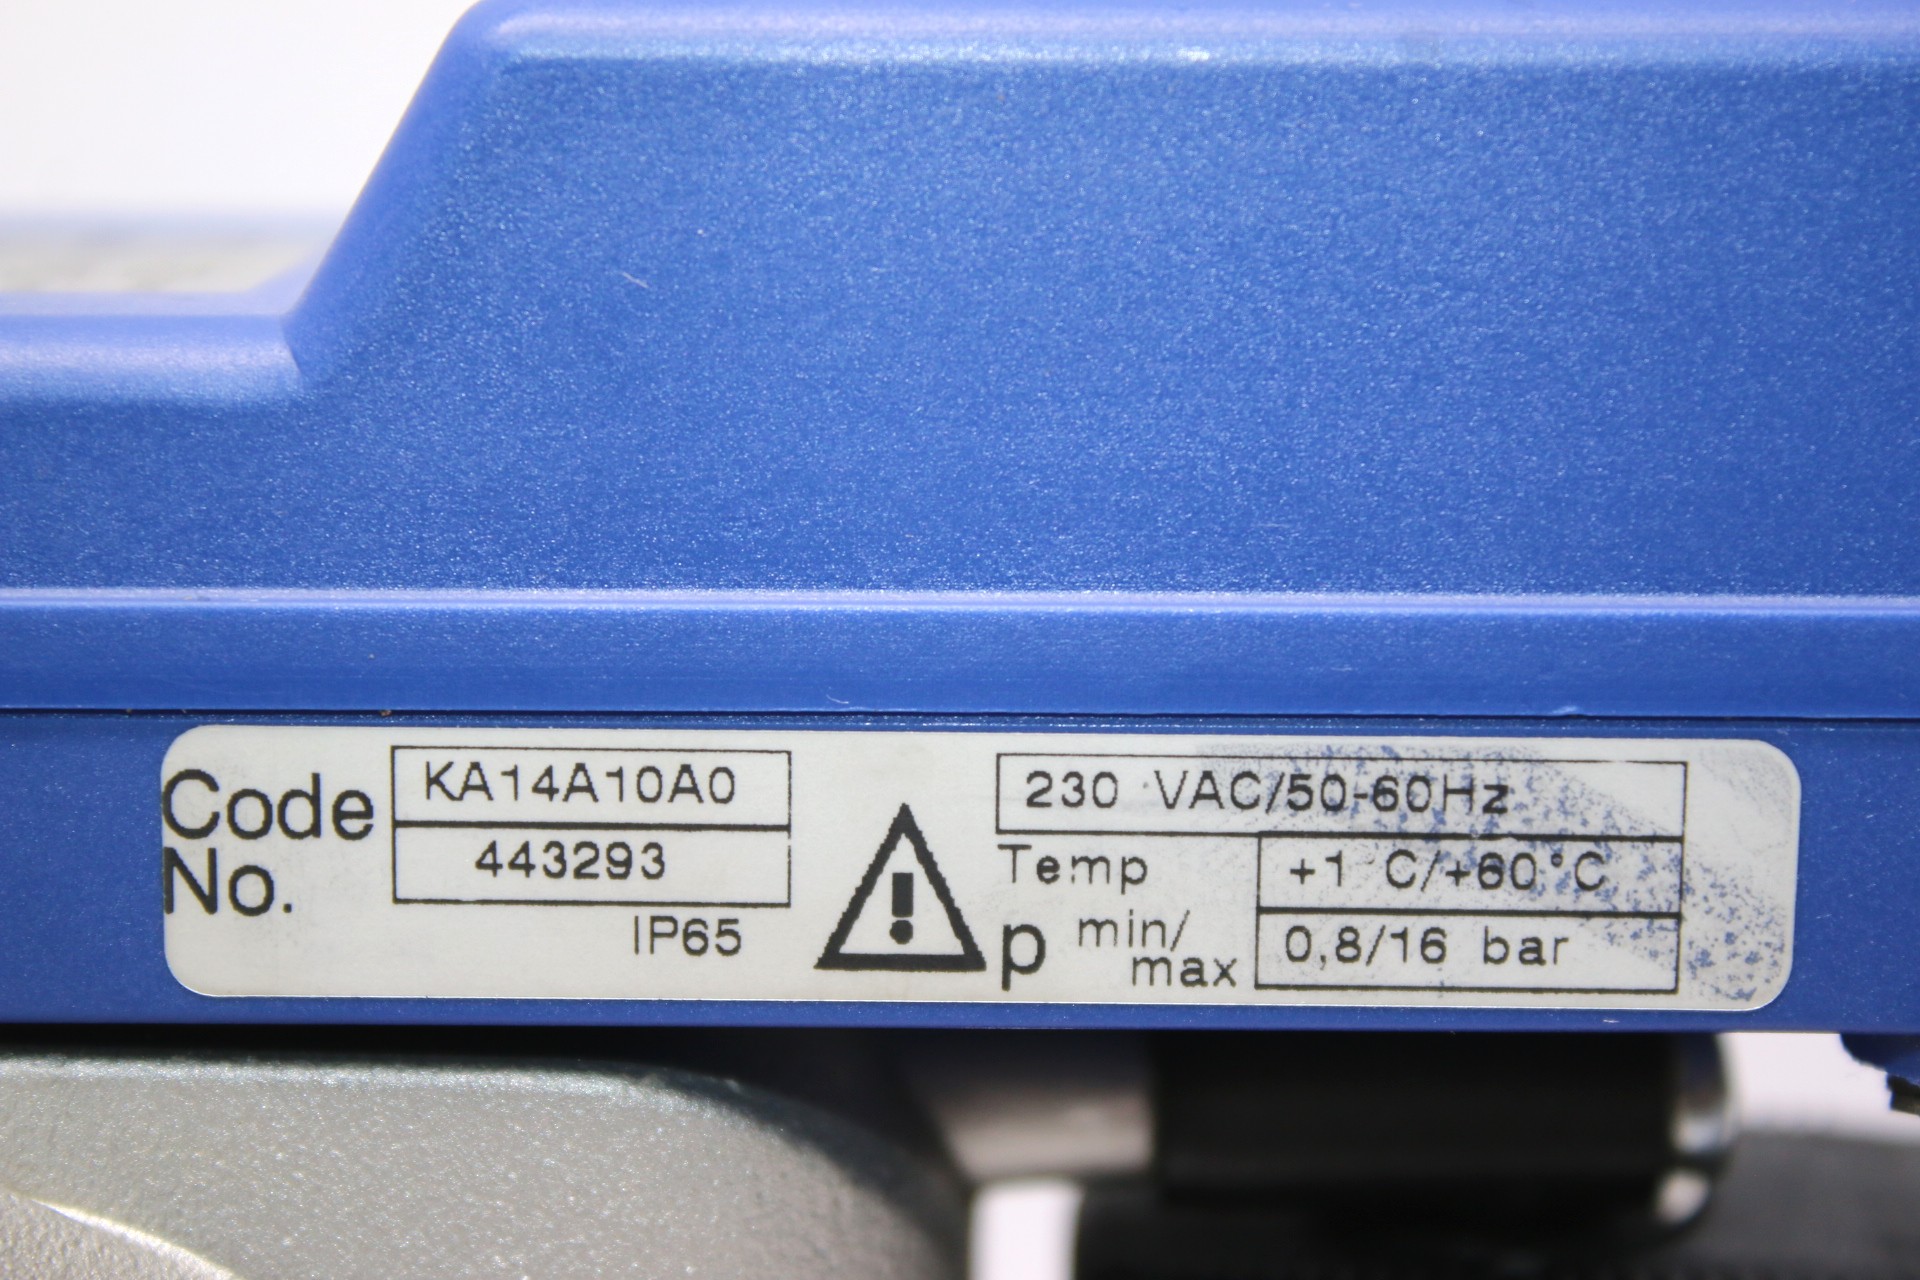 Code
No.
KA14A10A0
443293
IP65
230 VAC/50-60Hz
Temp +1 C/+60°C
p min/
max
0,8/16 bar